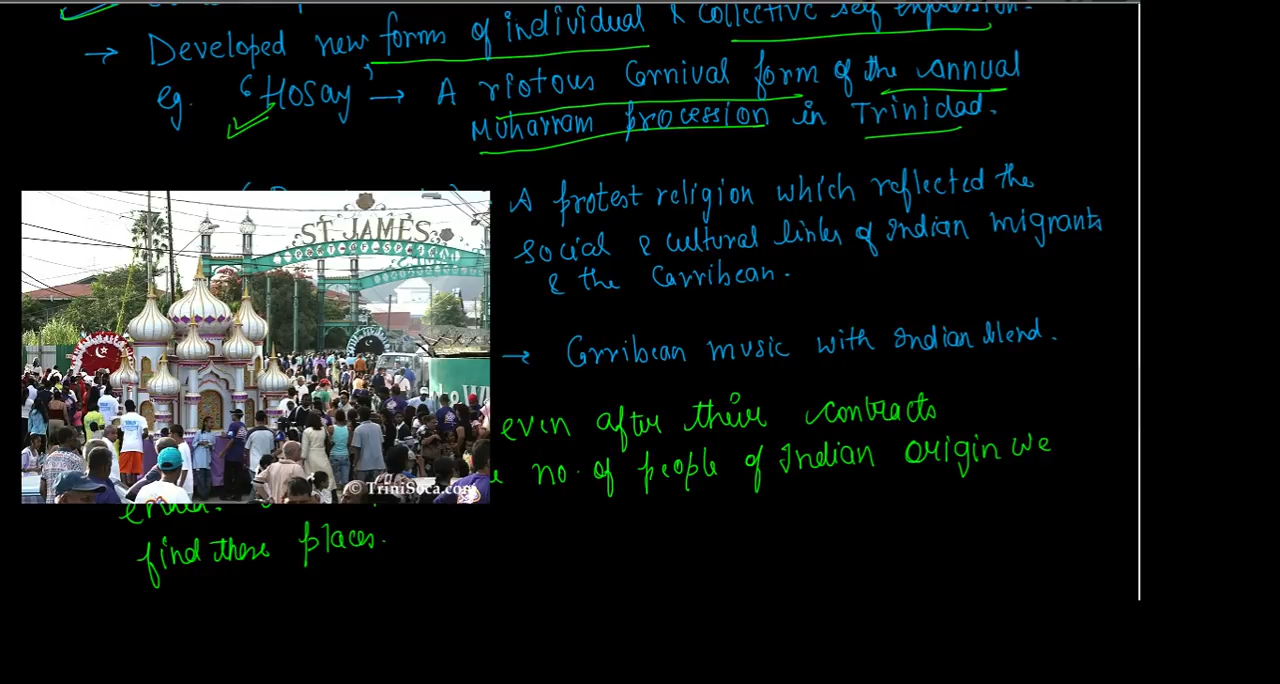 → Developed new forms of individual & collective self expression.
eg. 'Hosay' → A riotous Carnival form of the annual
Muharram procession in Trinidad.
A protest religion which reflected the
social & cultural links of Indian migrants
& the Carribean.
→ Carribean music with Indian blend.
even after their contracts
no. of people of Indian origin we
find these places.
ST JAMES
© TriniSoca.com